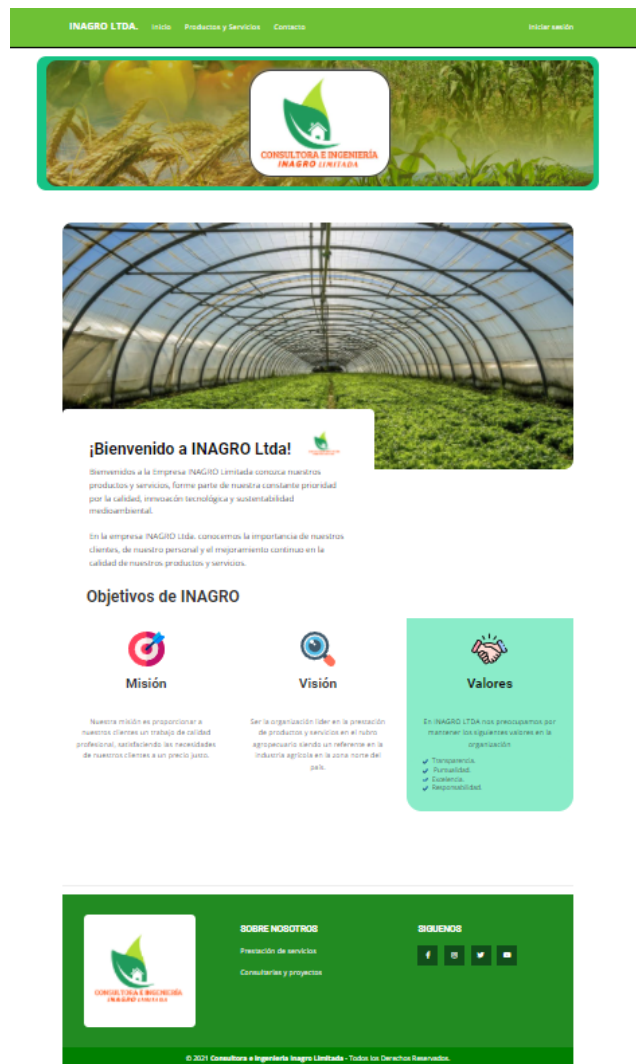 INAGRO LTDA. Inicio Productos y Servicios Contacto Iniciar sesión
CONSULTORA E INGENIERÍA
INAGRO LIMITADA
¡Bienvenido a INAGRO Ltda!
Bienvenidos a la Empresa INAGRO Limitada conozca nuestros
productos y servicios, forme parte de nuestra constante prioridad
por la calidad, innvoacón tecnológica y sustentabilidad
medioambiental.
En la empresa INAGRO Ltda. conocemos la importancia de nuestros
clientes, de nuestro personal y el mejoramiento continuo en la
calidad de nuestros productos y servicios.
Objetivos de INAGRO
Misión
Nuestra misión es proporcionar a
nuestros clientes un trabajo de calidad
profesional, satisfaciendo las necesidades
de nuestros clientes a un precio justo.
Visión
Ser la organización líder en la prestación
de productos y servicios en el rubro
agropecuario siendo un referente en la
industria agrícola en la zona norte del
país.
Valores
En INAGRO LTDA nos preocupamos por
mantener los siguientes valores en la
organización
Transparencia.
Puntualidad.
Excelencia.
Responsabilidad.
CONSULTORA E INGENIERÍA
INAGRO LIMITADA
SOBRE NOSOTROS
Prestación de servicios
Consultorías y proyectos
SIGUENOS
© 2021 Consultora e Ingeniería Inagro Limitada - Todos los Derechos Reservados.